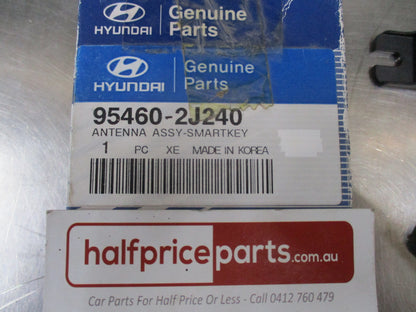 HYUNDAI
Genuine
Parts
HYUNDAI
Genuine
Parts
95460-2J240
ANTENNA ASSY-SMARTKEY
1 PC XE MADE IN KOREA
halfpriceparts.com.au
Car Parts For Half Price Or Less - Call 0412 760 479